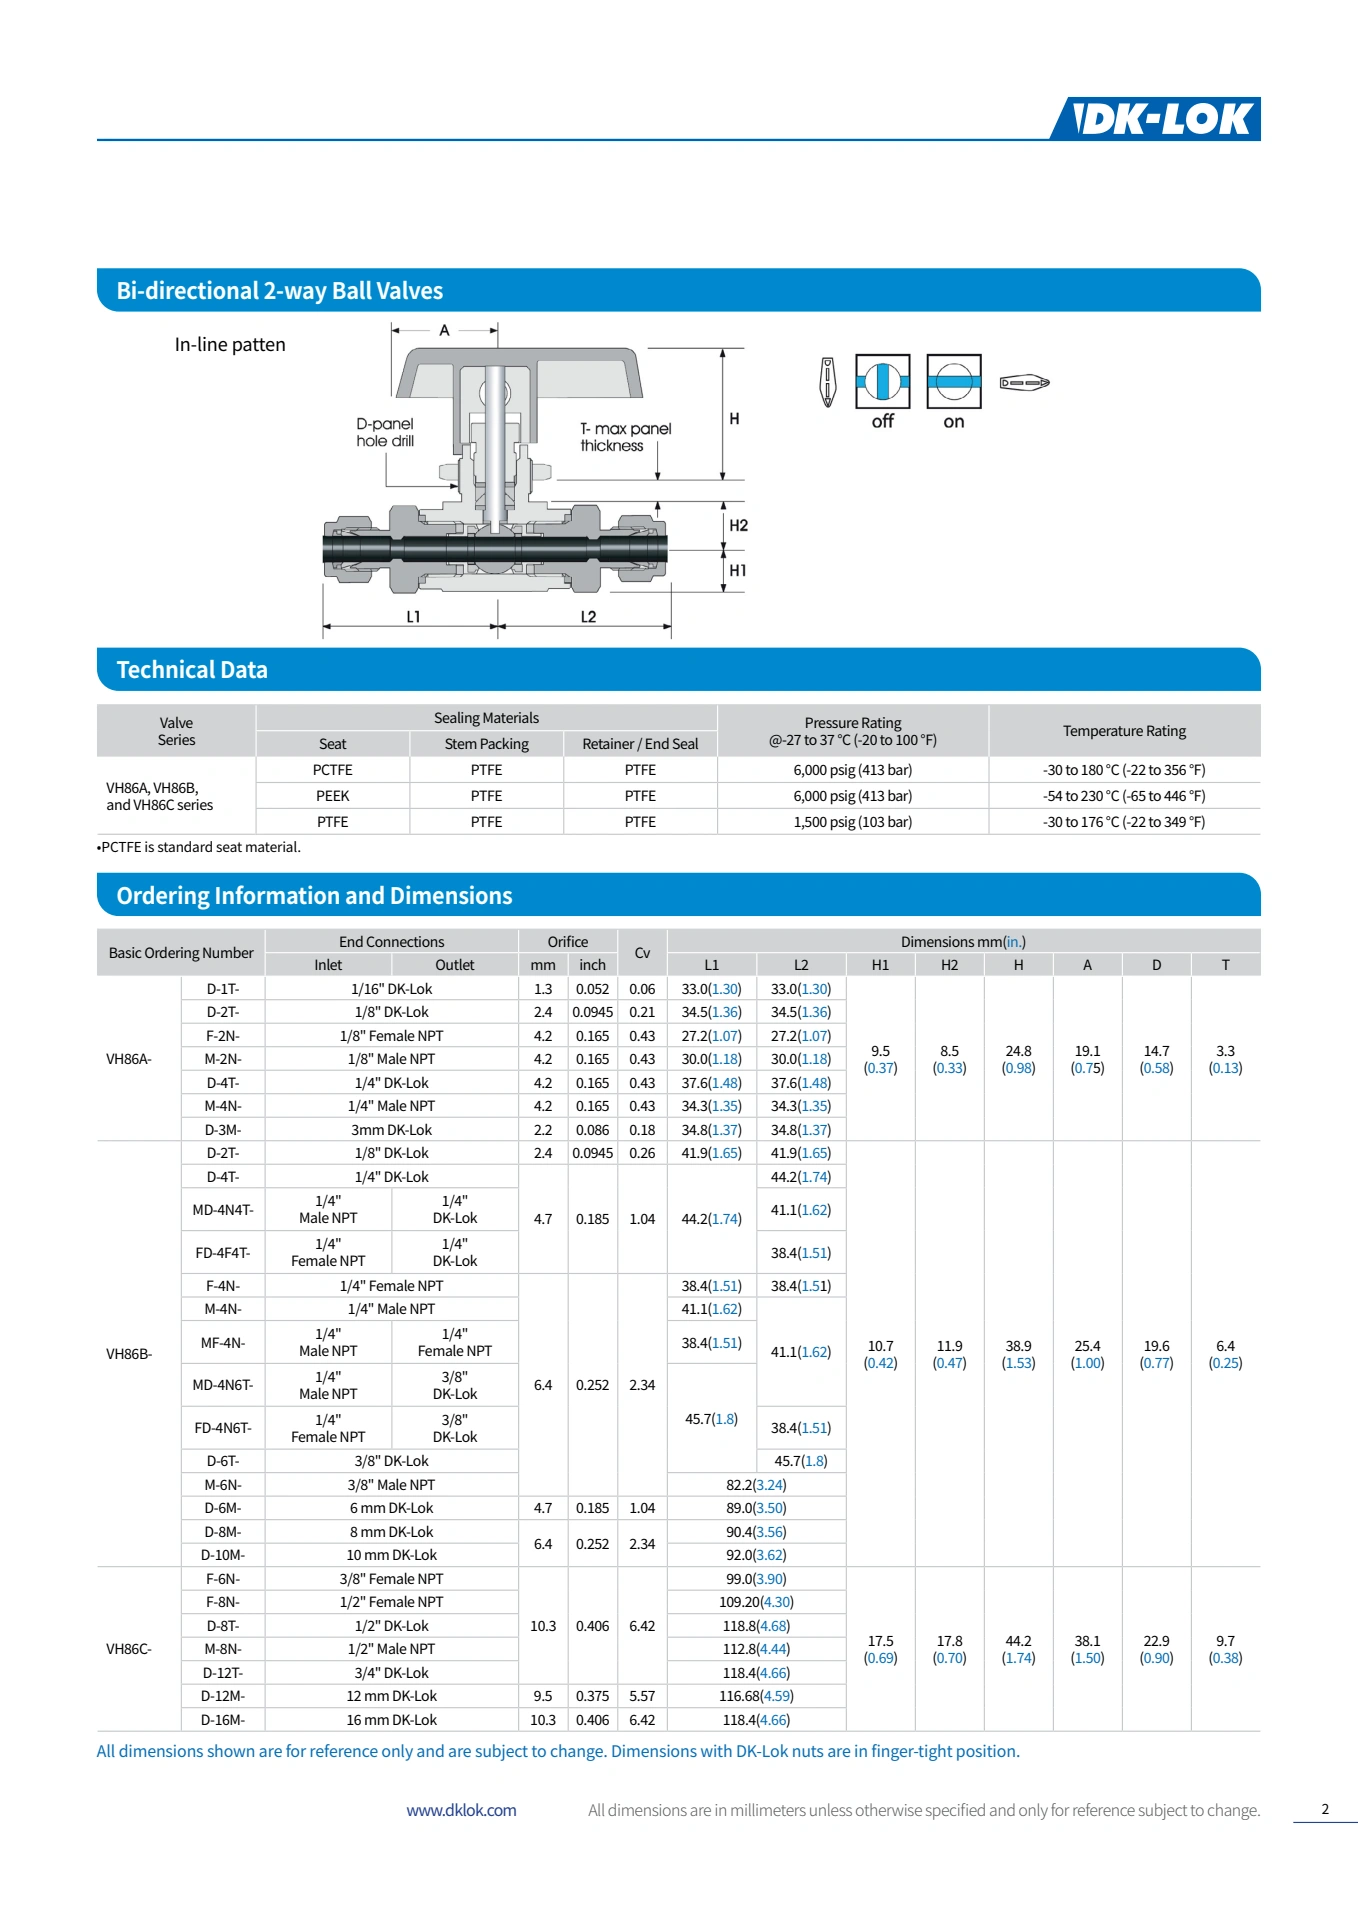 DK-LOK
Bi-directional 2-way Ball Valves
In-line patten
A
D-panel
hole drill
T- max panel
thickness
H
H2
H1
L1 L2
off on
Technical Data
Valve
Series
Sealing Materials
Pressure Rating
@-27 to 37 °C (-20 to 100 °F)
Temperature Rating
Seat Stem Packing Retainer / End Seal
VH86A, VH86B,
and VH86C series
PCTFE PTFE PTFE 6,000 psig (413 bar) -30 to 180 °C (-22 to 356 °F)
PEEK PTFE PTFE 6,000 psig (413 bar) -54 to 230 °C (-65 to 446 °F)
PTFE PTFE PTFE 1,500 psig (103 bar) -30 to 176 °C (-22 to 349 °F)
•PCTFE is standard seat material.
Ordering Information and Dimensions
Basic Ordering Number End Connections Orifice Cv Dimensions mm(in.)
Inlet Outlet mm inch L1 L2 H1 H2 H A D T
VH86A-
D-1T- 1/16" DK-Lok 1.3 0.052 0.06 33.0(1.30) 33.0(1.30)
D-2T- 1/8" DK-Lok 2.4 0.0945 0.21 34.5(1.36) 34.5(1.36)
F-2N- 1/8" Female NPT 4.2 0.165 0.43 27.2(1.07) 27.2(1.07)
M-2N- 1/8" Male NPT 4.2 0.165 0.43 30.0(1.18) 30.0(1.18)
D-4T- 1/4" DK-Lok 4.2 0.165 0.43 37.6(1.48) 37.6(1.48)
M-4N- 1/4" Male NPT 4.2 0.165 0.43 34.3(1.35) 34.3(1.35)
D-3M- 3mm DK-Lok 2.2 0.086 0.18 34.8(1.37) 34.8(1.37)
9.5 8.5 24.8 19.1 14.7 3.3
(0.37) (0.33) (0.98) (0.75) (0.58) (0.13)
VH86B-
D-2T- 1/8" DK-Lok 2.4 0.0945 0.26 41.9(1.65) 41.9(1.65)
D-4T- 1/4" DK-Lok 44.2(1.74)
MD-4N4T- 1/4" 1/4" 41.1(1.62)
Male NPT DK-Lok
4.7 0.185 1.04 44.2(1.74)
FD-4F4T- 1/4" 1/4" 38.4(1.51)
Female NPT DK-Lok
F-4N- 1/4" Female NPT 38.4(1.51) 38.4(1.51)
M-4N- 1/4" Male NPT 41.1(1.62)
MF-4N- 1/4" 1/4" 38.4(1.51)
Male NPT Female NPT
41.1(1.62)
MD-4N6T- 1/4" 3/8"
Male NPT DK-Lok
6.4 0.252 2.34
45.7(1.8)
FD-4N6T- 1/4" 3/8" 38.4(1.51)
Female NPT DK-Lok
D-6T- 3/8" DK-Lok 45.7(1.8)
M-6N- 3/8" Male NPT 82.2(3.24)
D-6M- 6 mm DK-Lok 4.7 0.185 1.04 89.0(3.50)
D-8M- 8 mm DK-Lok 90.4(3.56)
6.4 0.252 2.34
D-10M- 10 mm DK-Lok 92.0(3.62)
10.7 11.9 38.9 25.4 19.6 6.4
(0.42) (0.47) (1.53) (1.00) (0.77) (0.25)
VH86C-
F-6N- 3/8" Female NPT 99.0(3.90)
F-8N- 1/2" Female NPT 109.20(4.30)
D-8T- 1/2" DK-Lok 10.3 0.406 6.42 118.8(4.68)
M-8N- 1/2" Male NPT 112.8(4.44)
D-12T- 3/4" DK-Lok 118.4(4.66)
D-12M- 12 mm DK-Lok 9.5 0.375 5.57 116.68(4.59)
D-16M- 16 mm DK-Lok 10.3 0.406 6.42 118.4(4.66)
17.5 17.8 44.2 38.1 22.9 9.7
(0.69) (0.70) (1.74) (1.50) (0.90) (0.38)
All dimensions shown are for reference only and are subject to change. Dimensions with DK-Lok nuts are in finger-tight position.
www.dklok.com All dimensions are in millimeters unless otherwise specified and only for reference subject to change. 2